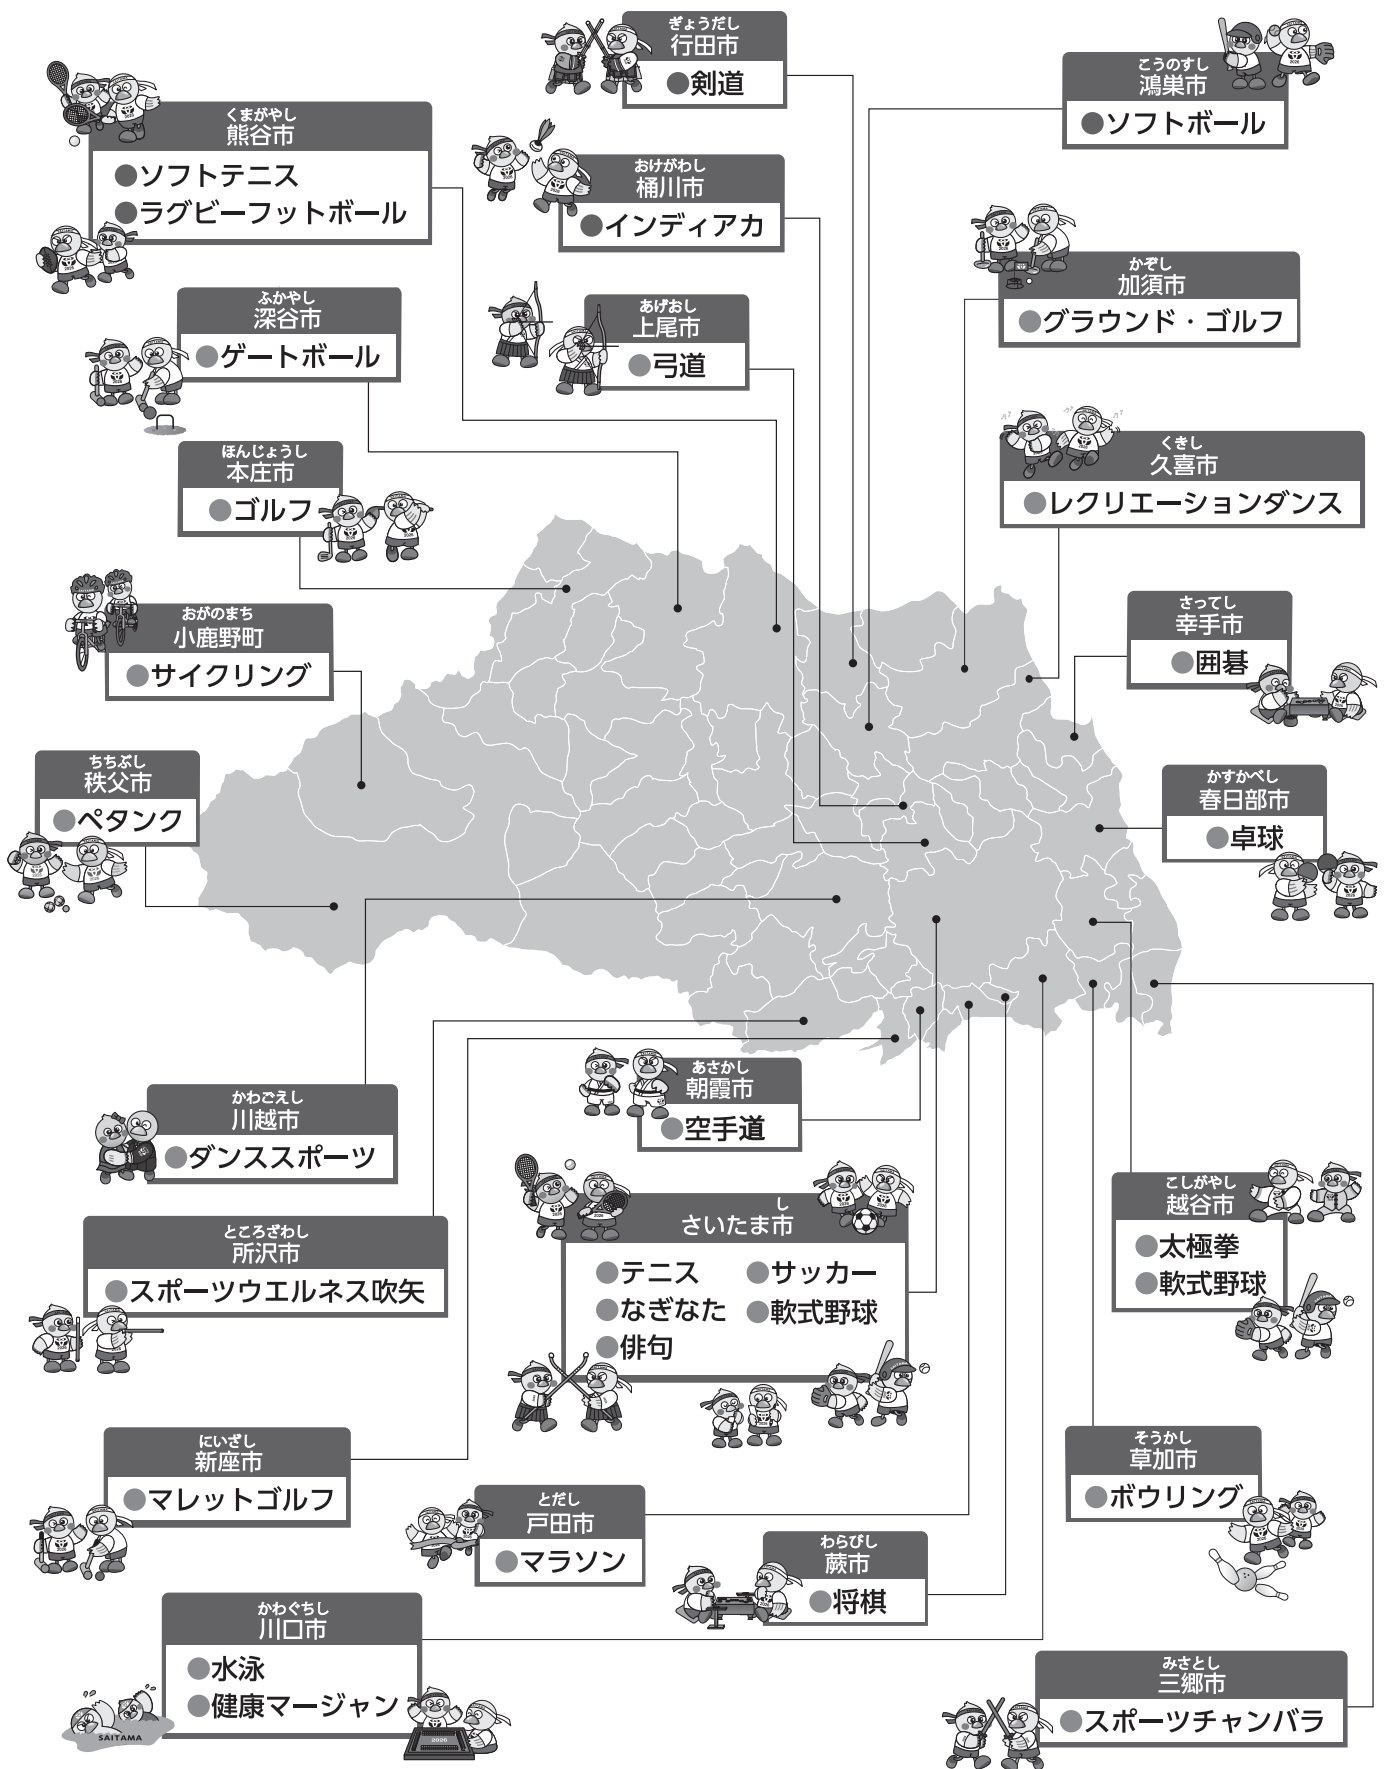 ぎょうだし
行田市
●剣道
こうのすし
鴻巣市
●ソフトボール
くまがやし
熊谷市
●ソフトテニス
●ラグビーフットボール
おけがわし
桶川市
●インディアカ
かぞし
加須市
●グラウンド・ゴルフ
ふかやし
深谷市
●ゲートボール
あげおし
上尾市
●弓道
くきし
久喜市
●レクリエーションダンス
ほんじょうし
本庄市
●ゴルフ
おがのまち
小鹿野町
●サイクリング
さってし
幸手市
●囲碁
ちちぶし
秩父市
●ペタンク
かすかべし
春日部市
●卓球
かわごえし
川越市
●ダンススポーツ
あさかし
朝霞市
●空手道
ところざわし
所沢市
●スポーツウエルネス吹矢
し
さいたま市
●テニス
●サッカー
●なぎなた
●軟式野球
●俳句
こしがやし
越谷市
●太極拳
●軟式野球
にいざし
新座市
●マレットゴルフ
とだし
戸田市
●マラソン
わらびし
蕨市
●将棋
そうかし
草加市
●ボウリング
かわぐちし
川口市
●水泳
●健康マージャン
SAITAMA
2026
みさとし
三郷市
●スポーツチャンバラ